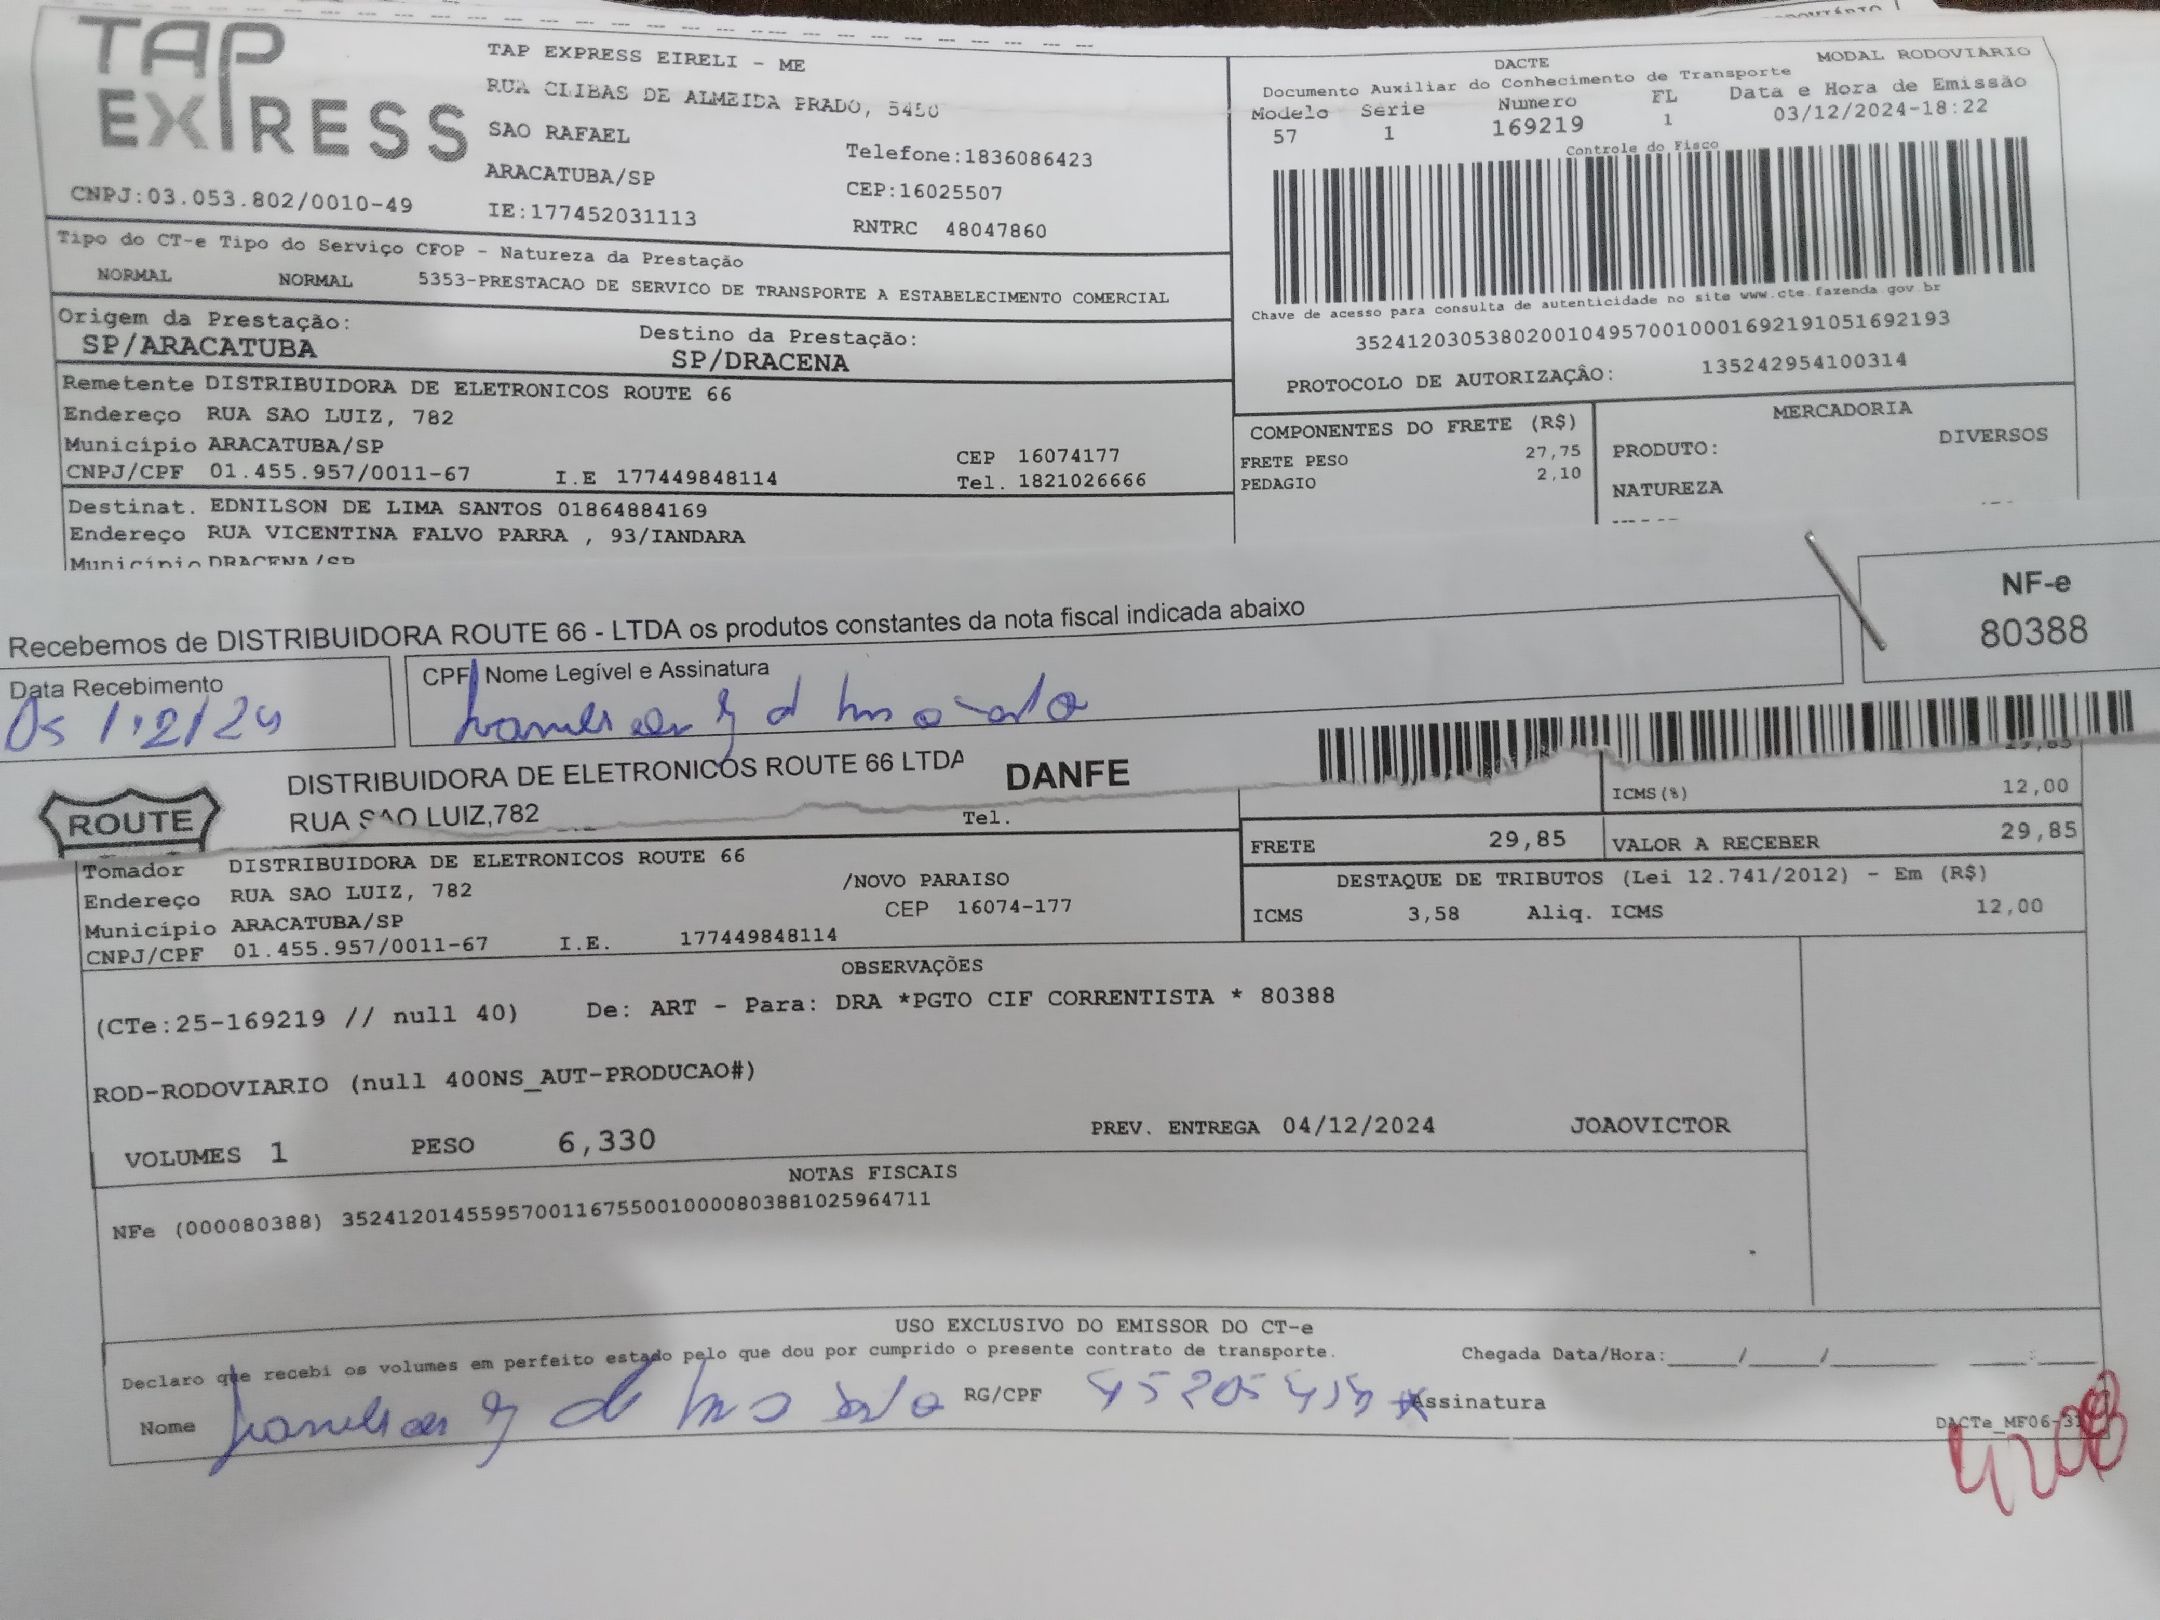 TAP EXPRESS
TAP EXPRESS EIRELI - ME
RUA CLIBAS DE ALMEIDA PRADO, 5450
SAO RAFAEL
Telefone:1836086423
ARACATUBA/SP
CEP:16025507
CNPJ:03.053.802/0010-49
IE:177452031113
RNTRC 48047860
DACTE
MODAL RODOVIARIO
Documento Auxiliar do Conhecimento de Transporte
Modelo Serie Numero FL Data e Hora de Emissão
57 1 169219 1 03/12/2024-18:22
Controle do Fisco
Chave de acesso para consulta de autenticidade no site www.cte.fazenda.gov.br
35241203053802001049570010001692191051692193
PROTOCOLO DE AUTORIZAÇÃO: 135242954100314
Tipo do CT-e Tipo do Serviço CFOP - Natureza da Prestação
NORMAL NORMAL 5353-PRESTACAO DE SERVICO DE TRANSPORTE A ESTABELECIMENTO COMERCIAL
Origem da Prestação:
SP/ARACATUBA
Destino da Prestação:
SP/DRACENA
Remetente DISTRIBUIDORA DE ELETRONICOS ROUTE 66
Endereço RUA SAO LUIZ, 782
Município ARACATUBA/SP CEP 16074177
CNPJ/CPF 01.455.957/0011-67 I.E 177449848114 Tel. 1821026666
Destinat. EDNILSON DE LIMA SANTOS 01864884169
Endereço RUA VICENTINA FALVO PARRA , 93/IANDARA
Município DRACENA/SP
COMPONENTES DO FRETE (R$)
FRETE PESO 27,75
PEDAGIO 2,10
MERCADORIA
PRODUTO: DIVERSOS
NATUREZA
Recebemos de DISTRIBUIDORA ROUTE 66 - LTDA os produtos constantes da nota fiscal indicada abaixo
NF-e
80388
Data Recebimento
05/12/24
CPF Nome Legível e Assinatura
DISTRIBUIDORA DE ELETRONICOS ROUTE 66 LTDA
DANFE
ROUTE
RUA SAO LUIZ,782
Tel.
29,85
ICMS(%) 12,00
FRETE 29,85 VALOR A RECEBER 29,85
DESTAQUE DE TRIBUTOS (Lei 12.741/2012) - Em (R$)
ICMS 3,58 Aliq. ICMS 12,00
Tomador DISTRIBUIDORA DE ELETRONICOS ROUTE 66
Endereço RUA SAO LUIZ, 782 /NOVO PARAISO
Município ARACATUBA/SP CEP 16074-177
CNPJ/CPF 01.455.957/0011-67 I.E. 177449848114
OBSERVAÇÕES
(CTe:25-169219 // null 40) De: ART - Para: DRA *PGTO CIF CORRENTISTA * 80388
ROD-RODOVIARIO (null 400NS_AUT-PRODUCAO#)
VOLUMES 1 PESO 6,330 PREV. ENTREGA 04/12/2024 JOAOVICTOR
NOTAS FISCAIS
NFe (000080388) 35241201455957001167550010000803881025964711
USO EXCLUSIVO DO EMISSOR DO CT-e
Declaro que recebi os volumes em perfeito estado pelo que dou por cumprido o presente contrato de transporte.
Chegada Data/Hora:_____/_____/________ ____:____
Nome
RG/CPF
Assinatura